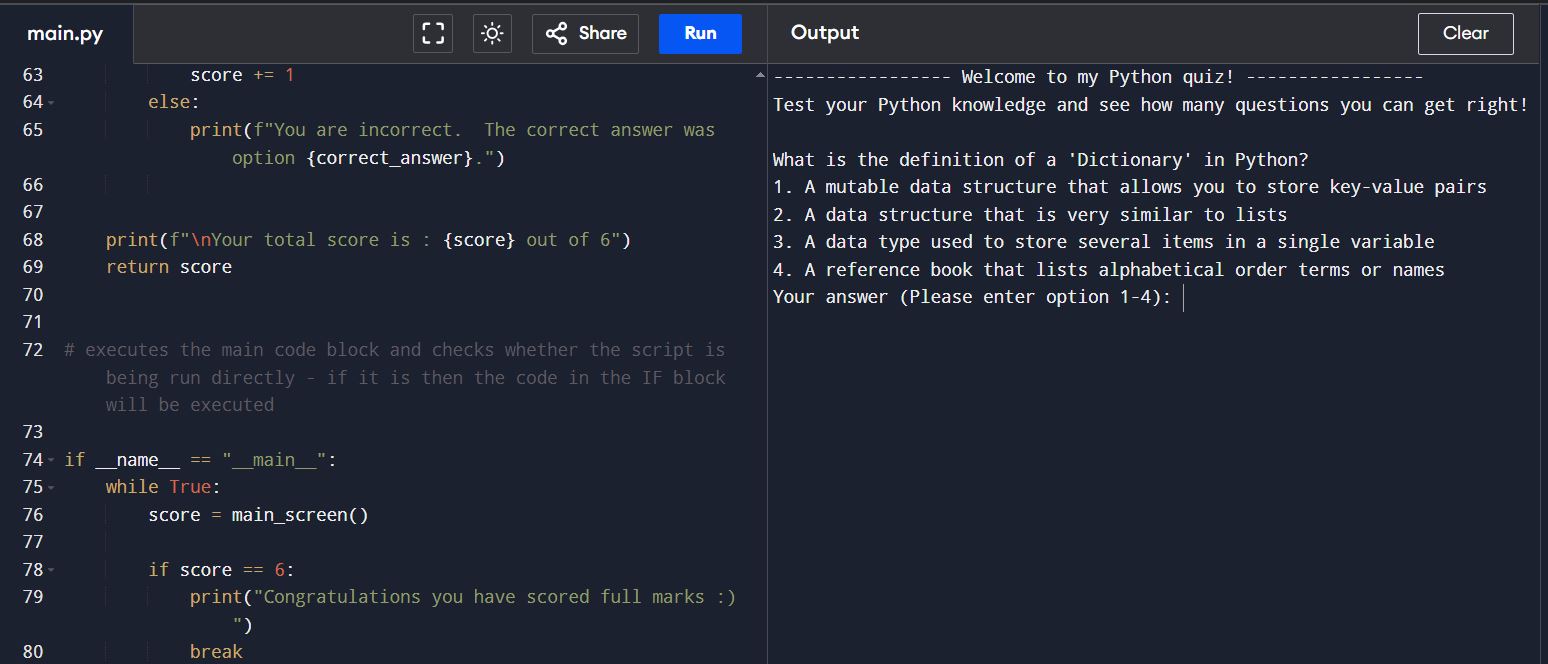 main.py
Share
Run
Output
Clear
63 score += 1
64 else:
65 print(f"You are incorrect.  The correct answer was
option {correct_answer}.")
66
67
68 print(f"\nYour total score is : {score} out of 6")
69 return score
70
71
72 # executes the main code block and checks whether the script is
being run directly - if it is then the code in the IF block
will be executed
73
74 if __name__ == "__main__":
75 while True:
76 score = main_screen()
77
78 if score == 6:
79 print("Congratulations you have scored full marks :)
")
80 break
----------------- Welcome to my Python quiz! -----------------
Test your Python knowledge and see how many questions you can get right!
What is the definition of a 'Dictionary' in Python?
1. A mutable data structure that allows you to store key-value pairs
2. A data structure that is very similar to lists
3. A data type used to store several items in a single variable
4. A reference book that lists alphabetical order terms or names
Your answer (Please enter option 1-4):